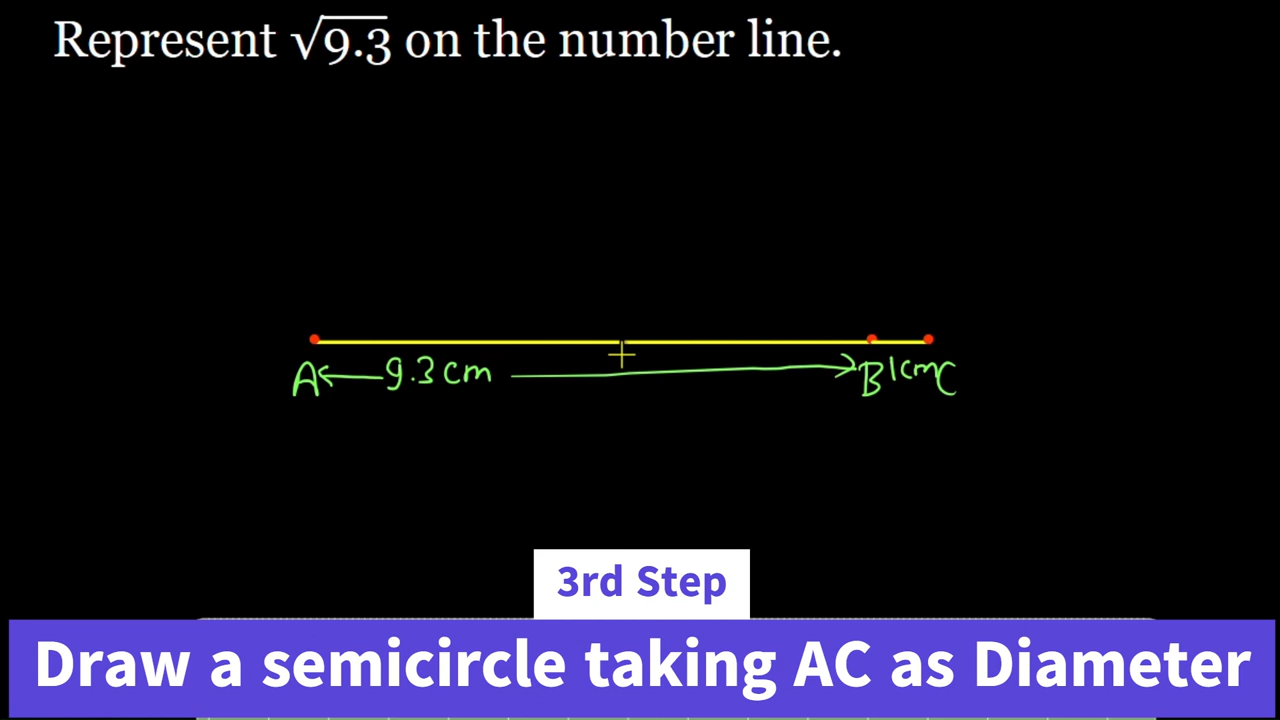 Represent √9.3 on the number line.
A ← 9.3 cm → B 1cm C
3rd Step
Draw a semicircle taking AC as Diameter